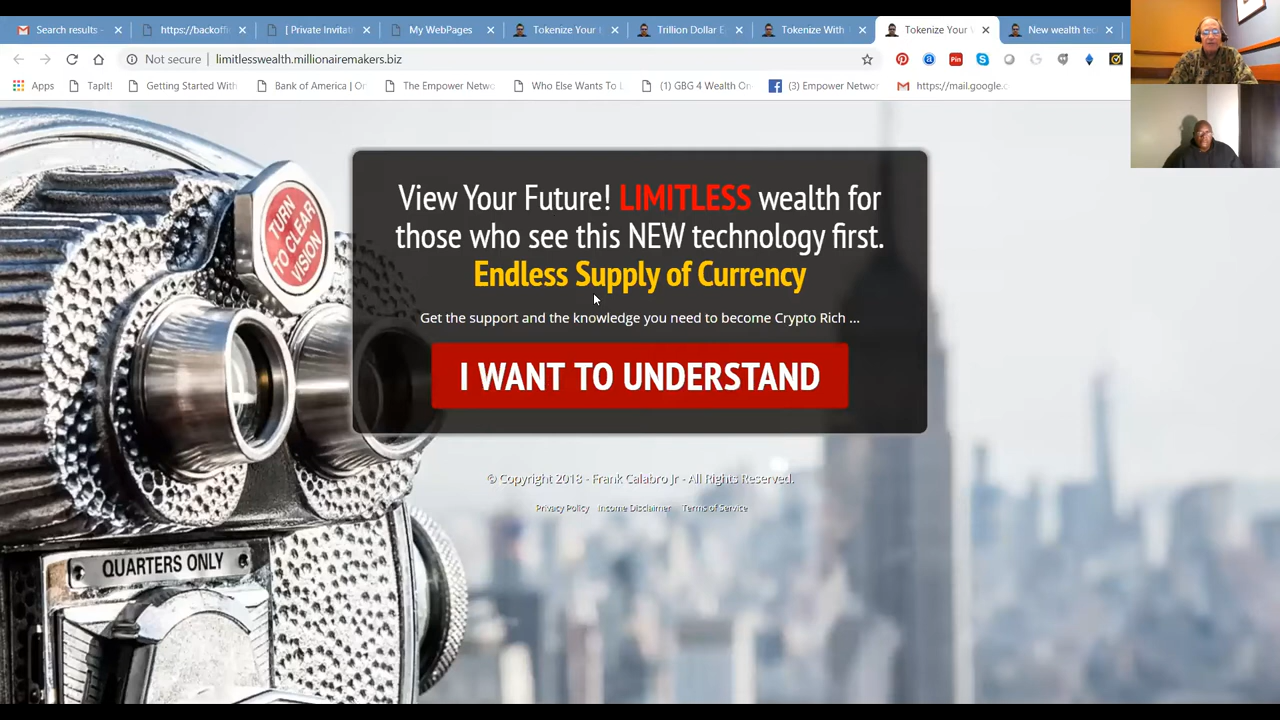 Search results -
https://backoffi
[ Private Invitati
My WebPages
Tokenize Your
Trillion Dollar E
Tokenize With
Tokenize Your
New wealth tec
Not secure | limitlesswealth.millionairemakers.biz
Apps
TapIt!
Getting Started With
Bank of America | On
The Empower Netwo
Who Else Wants To L
(1) GBG 4 Wealth On
(3) Empower Networ
https://mail.google.c
TURN
TO CLEAR
VISION
View Your Future! LIMITLESS wealth for
those who see this NEW technology first.
Endless Supply of Currency
Get the support and the knowledge you need to become Crypto Rich ...
I WANT TO UNDERSTAND
© Copyright 2018 - Frank Calabro Jr - All Rights Reserved.
Privacy Policy Income Disclaimer Terms of Service
QUARTERS ONLY